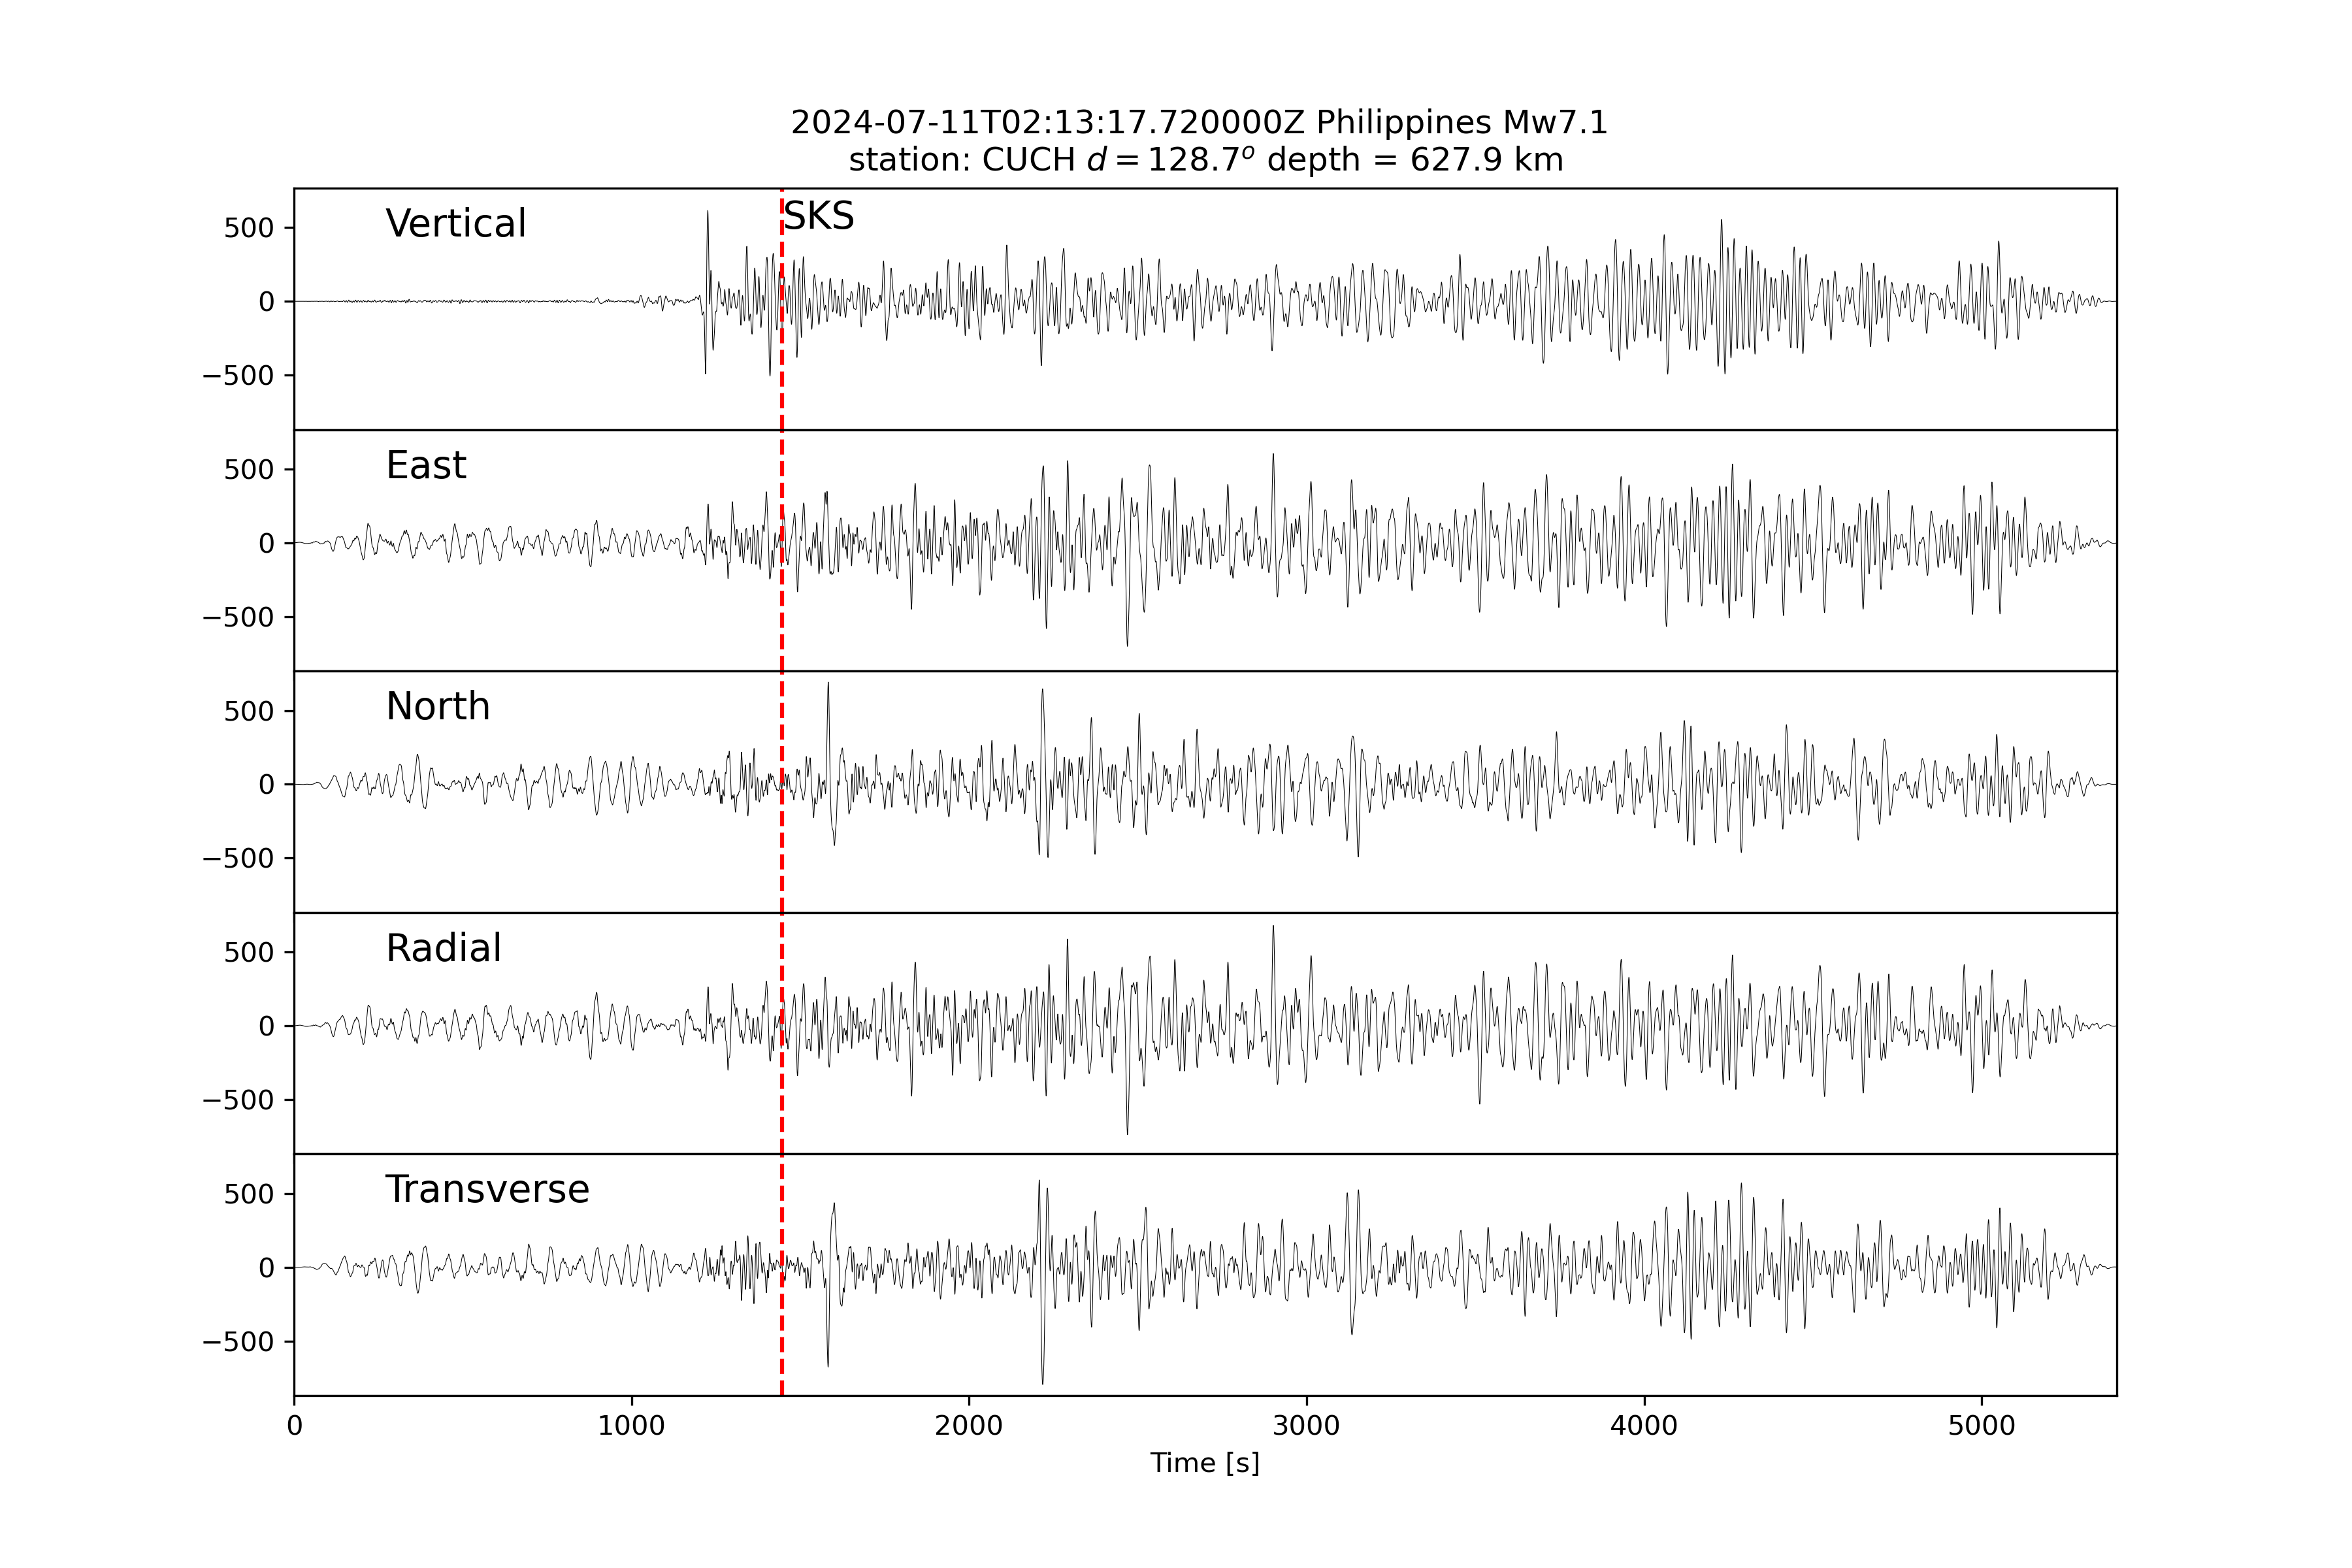 2024-07-11T02:13:17.720000Z Philippines Mw7.1
station: CUCH d = 128.7° depth = 627.9 km
Vertical
SKS
500
0
−500
East
500
0
−500
North
500
0
−500
Radial
500
0
−500
Transverse
500
0
−500
0 1000 2000 3000 4000 5000
Time [s]